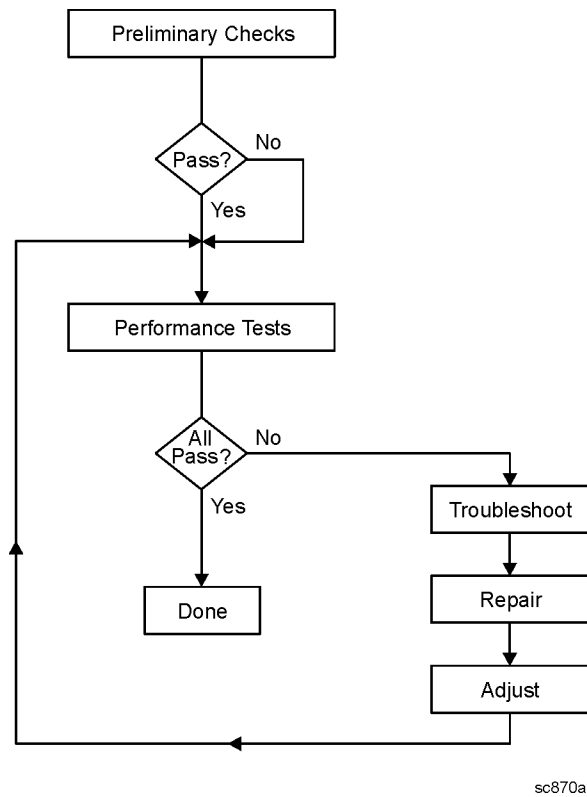 Preliminary Checks
Pass?
No
Yes
Performance Tests
All
Pass?
No
Yes
Troubleshoot
Done
Repair
Adjust
sc870a